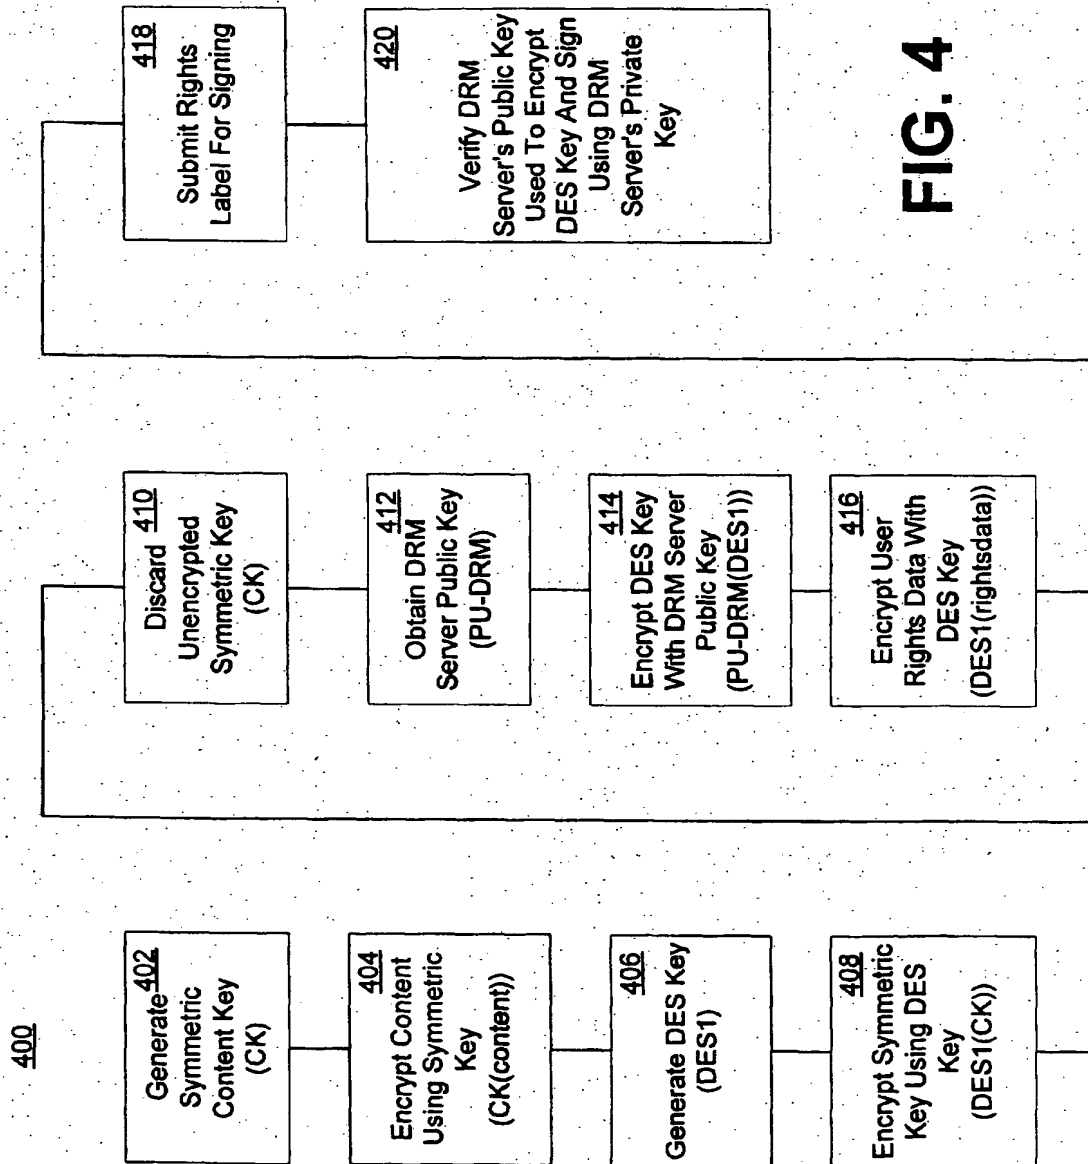 400
402
Generate
Symmetric
Content Key
(CK)
404
Encrypt Content
Using Symmetric
Key
(CK(content))
406
Generate DES Key
(DES1)
408
Encrypt Symmetric
Key Using DES
Key
(DES1(CK))
410
Discard
Unencrypted
Symmetric Key
(CK)
412
Obtain DRM
Server Public Key
(PU-DRM)
414
Encrypt DES Key
With DRM Server
Public Key
(PU-DRM(DES1))
416
Encrypt User
Rights Data With
DES Key
(DES1(rightsdata))
418
Submit Rights
Label For Signing
420
Verify DRM
Server's Public Key
Used To Encrypt
DES Key And Sign
Using DRM
Server's Private
Key
FIG. 4